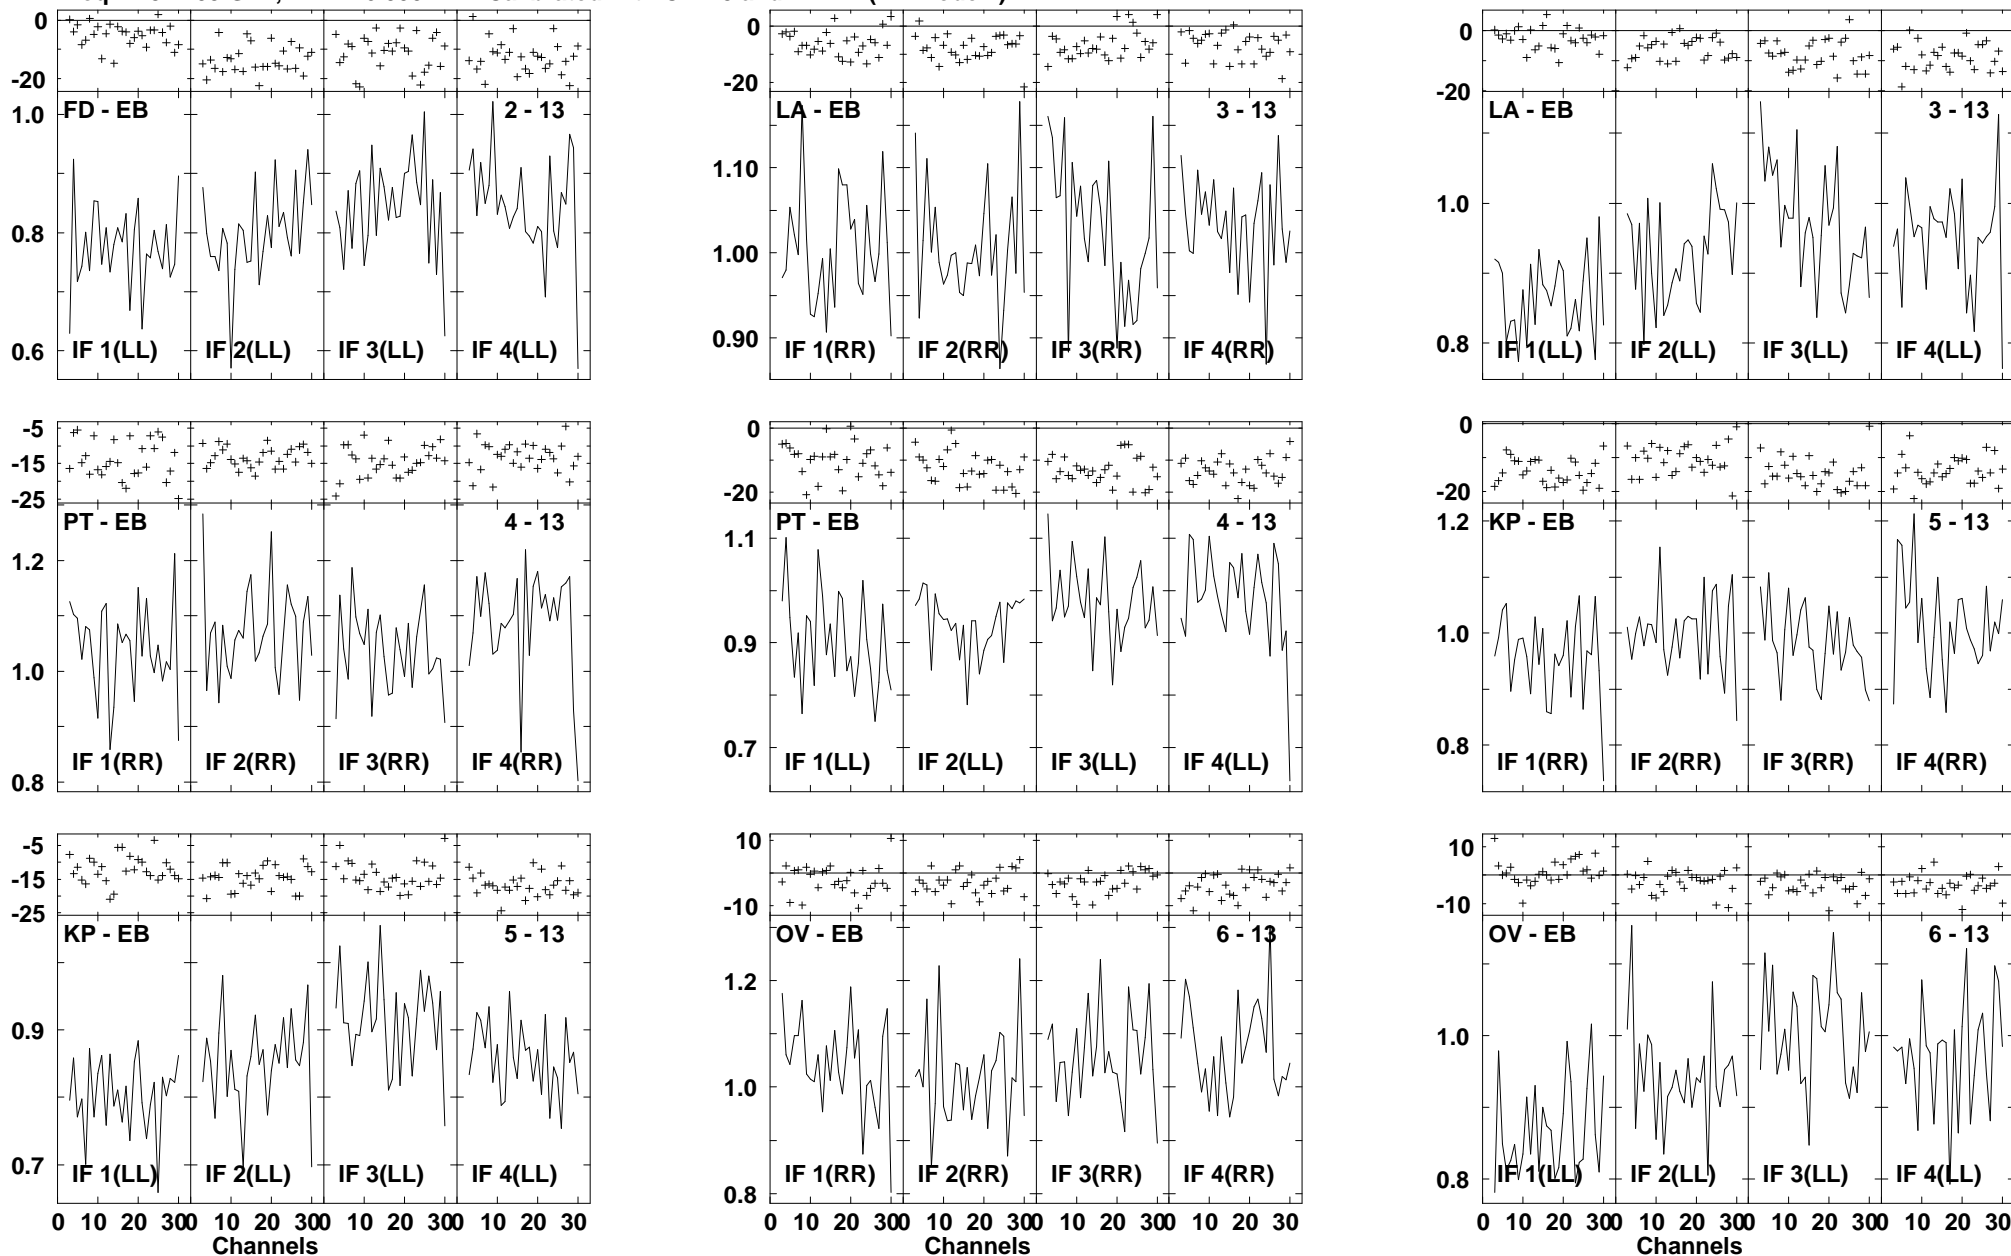 0
-20
1.0
0.8
0.6
FD - EB
2 - 13
IF 1(LL)
IF 2(LL)
IF 3(LL)
IF 4(LL)
0
-20
1.10
1.00
0.90
LA - EB
3 - 13
IF 1(RR)
IF 2(RR)
IF 3(RR)
IF 4(RR)
0
-20
1.0
0.8
LA - EB
3 - 13
IF 1(LL)
IF 2(LL)
IF 3(LL)
IF 4(LL)
-5
-15
-25
1.2
1.0
0.8
PT - EB
4 - 13
IF 1(RR)
IF 2(RR)
IF 3(RR)
IF 4(RR)
0
-20
1.1
0.9
0.7
PT - EB
4 - 13
IF 1(LL)
IF 2(LL)
IF 3(LL)
IF 4(LL)
0
-20
1.2
1.0
0.8
KP - EB
5 - 13
IF 1(RR)
IF 2(RR)
IF 3(RR)
IF 4(RR)
-5
-15
-25
0.9
0.7
KP - EB
5 - 13
IF 1(LL)
IF 2(LL)
IF 3(LL)
IF 4(LL)
0 10 20 300 10 20 300 10 20 300 10 20 30
Channels
10
0
-10
1.2
1.0
0.8
OV - EB
6 - 13
IF 1(RR)
IF 2(RR)
IF 3(RR)
IF 4(RR)
0 10 20 300 10 20 300 10 20 300 10 20 30
Channels
10
0
-10
1.0
0.8
OV - EB
6 - 13
IF 1(LL)
IF 2(LL)
IF 3(LL)
IF 4(LL)
0 10 20 300 10 20 300 10 20 300 10 20 30
Channels